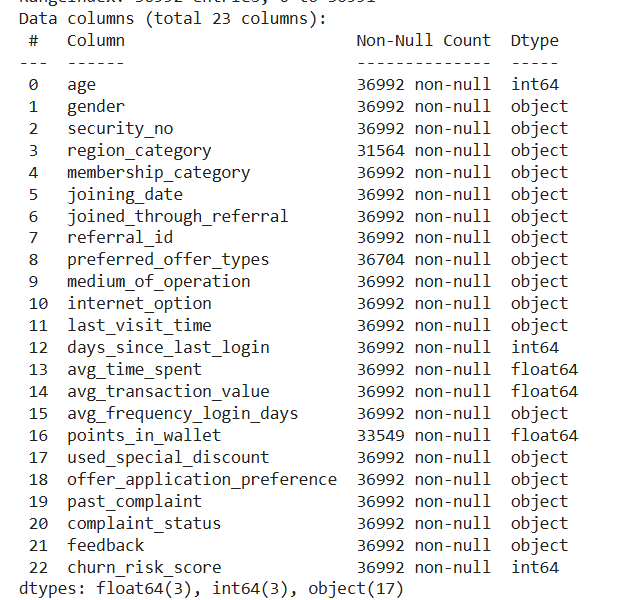 RangeIndex: 36992 entries, 0 to 36991
Data columns (total 23 columns):
 #   Column                        Non-Null Count  Dtype
---  ------                        --------------  -----
 0   age                           36992 non-null  int64
 1   gender                        36992 non-null  object
 2   security_no                   36992 non-null  object
 3   region_category               31564 non-null  object
 4   membership_category           36992 non-null  object
 5   joining_date                  36992 non-null  object
 6   joined_through_referral       36992 non-null  object
 7   referral_id                   36992 non-null  object
 8   preferred_offer_types         36704 non-null  object
 9   medium_of_operation           36992 non-null  object
 10  internet_option               36992 non-null  object
 11  last_visit_time               36992 non-null  object
 12  days_since_last_login         36992 non-null  int64
 13  avg_time_spent                36992 non-null  float64
 14  avg_transaction_value         36992 non-null  float64
 15  avg_frequency_login_days      36992 non-null  object
 16  points_in_wallet              33549 non-null  float64
 17  used_special_discount         36992 non-null  object
 18  offer_application_preference  36992 non-null  object
 19  past_complaint                36992 non-null  object
 20  complaint_status              36992 non-null  object
 21  feedback                      36992 non-null  object
 22  churn_risk_score              36992 non-null  int64
dtypes: float64(3), int64(3), object(17)